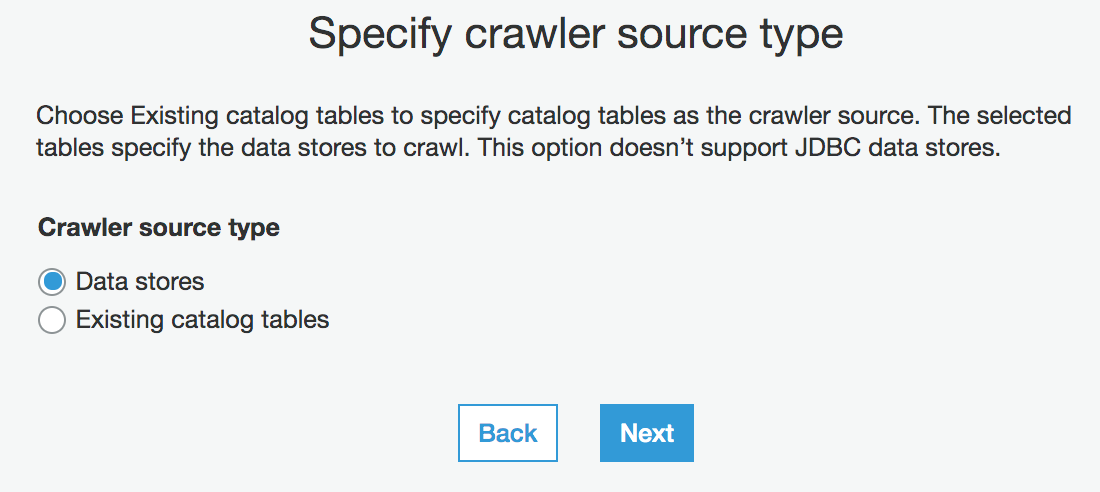 Specify crawler source type
Choose Existing catalog tables to specify catalog tables as the crawler source. The selected
tables specify the data stores to crawl. This option doesn’t support JDBC data stores.
Crawler source type
Data stores
Existing catalog tables
Back
Next